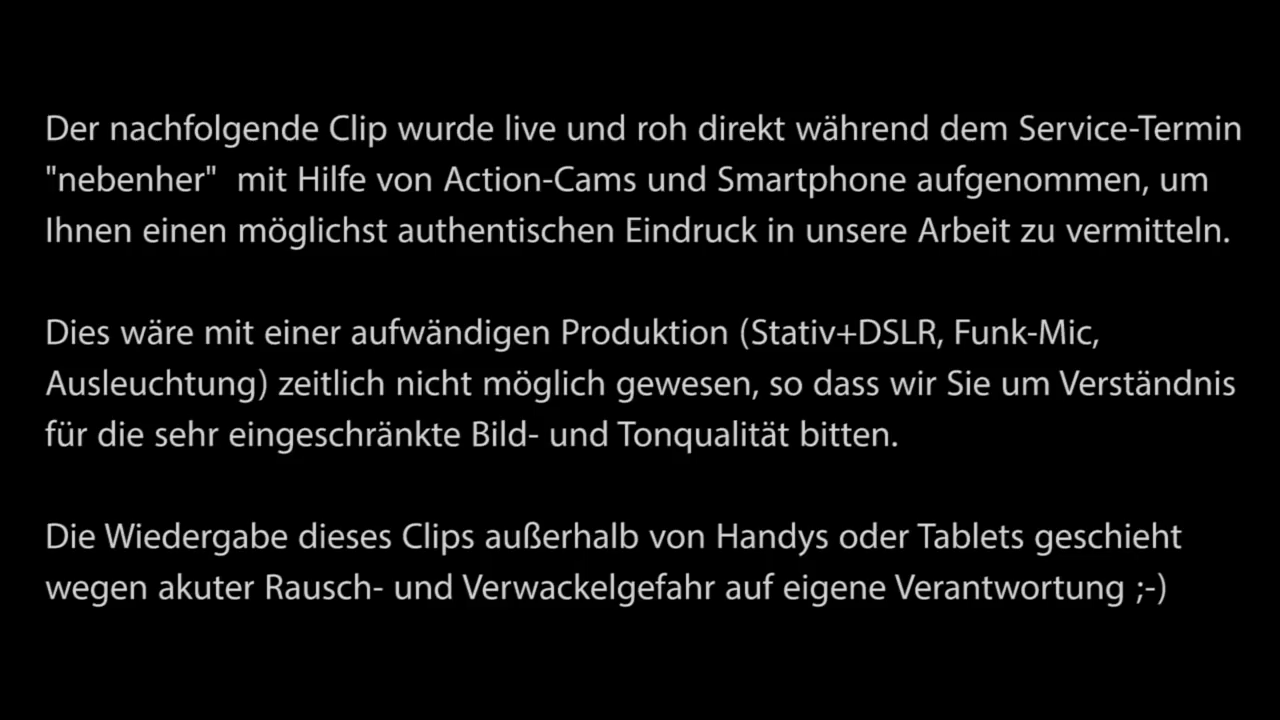 Der nachfolgende Clip wurde live und roh direkt während dem Service-Termin
"nebenher"  mit Hilfe von Action-Cams und Smartphone aufgenommen, um
Ihnen einen möglichst authentischen Eindruck in unsere Arbeit zu vermitteln.
Dies wäre mit einer aufwändigen Produktion (Stativ+DSLR, Funk-Mic,
Ausleuchtung) zeitlich nicht möglich gewesen, so dass wir Sie um Verständnis
für die sehr eingeschränkte Bild- und Tonqualität bitten.
Die Wiedergabe dieses Clips außerhalb von Handys oder Tablets geschieht
wegen akuter Rausch- und Verwackelgefahr auf eigene Verantwortung ;-)